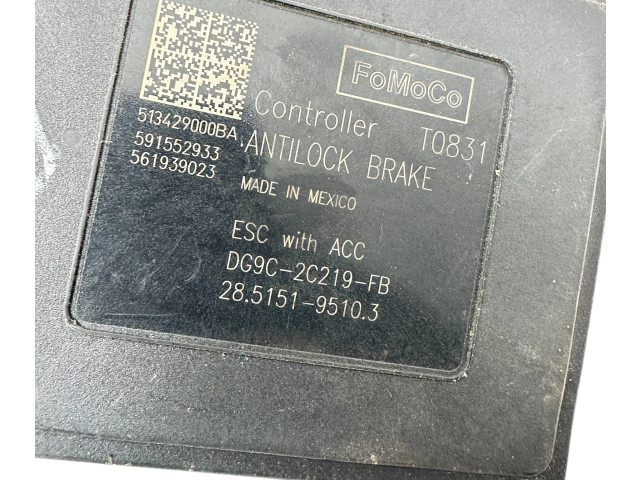 FoMoCo
Controller T0831
513429000BA
591552933
561939023
ANTILOCK BRAKE
MADE IN MEXICO
ESC with ACC
DG9C-2C219-FB
28.5151-9510.3